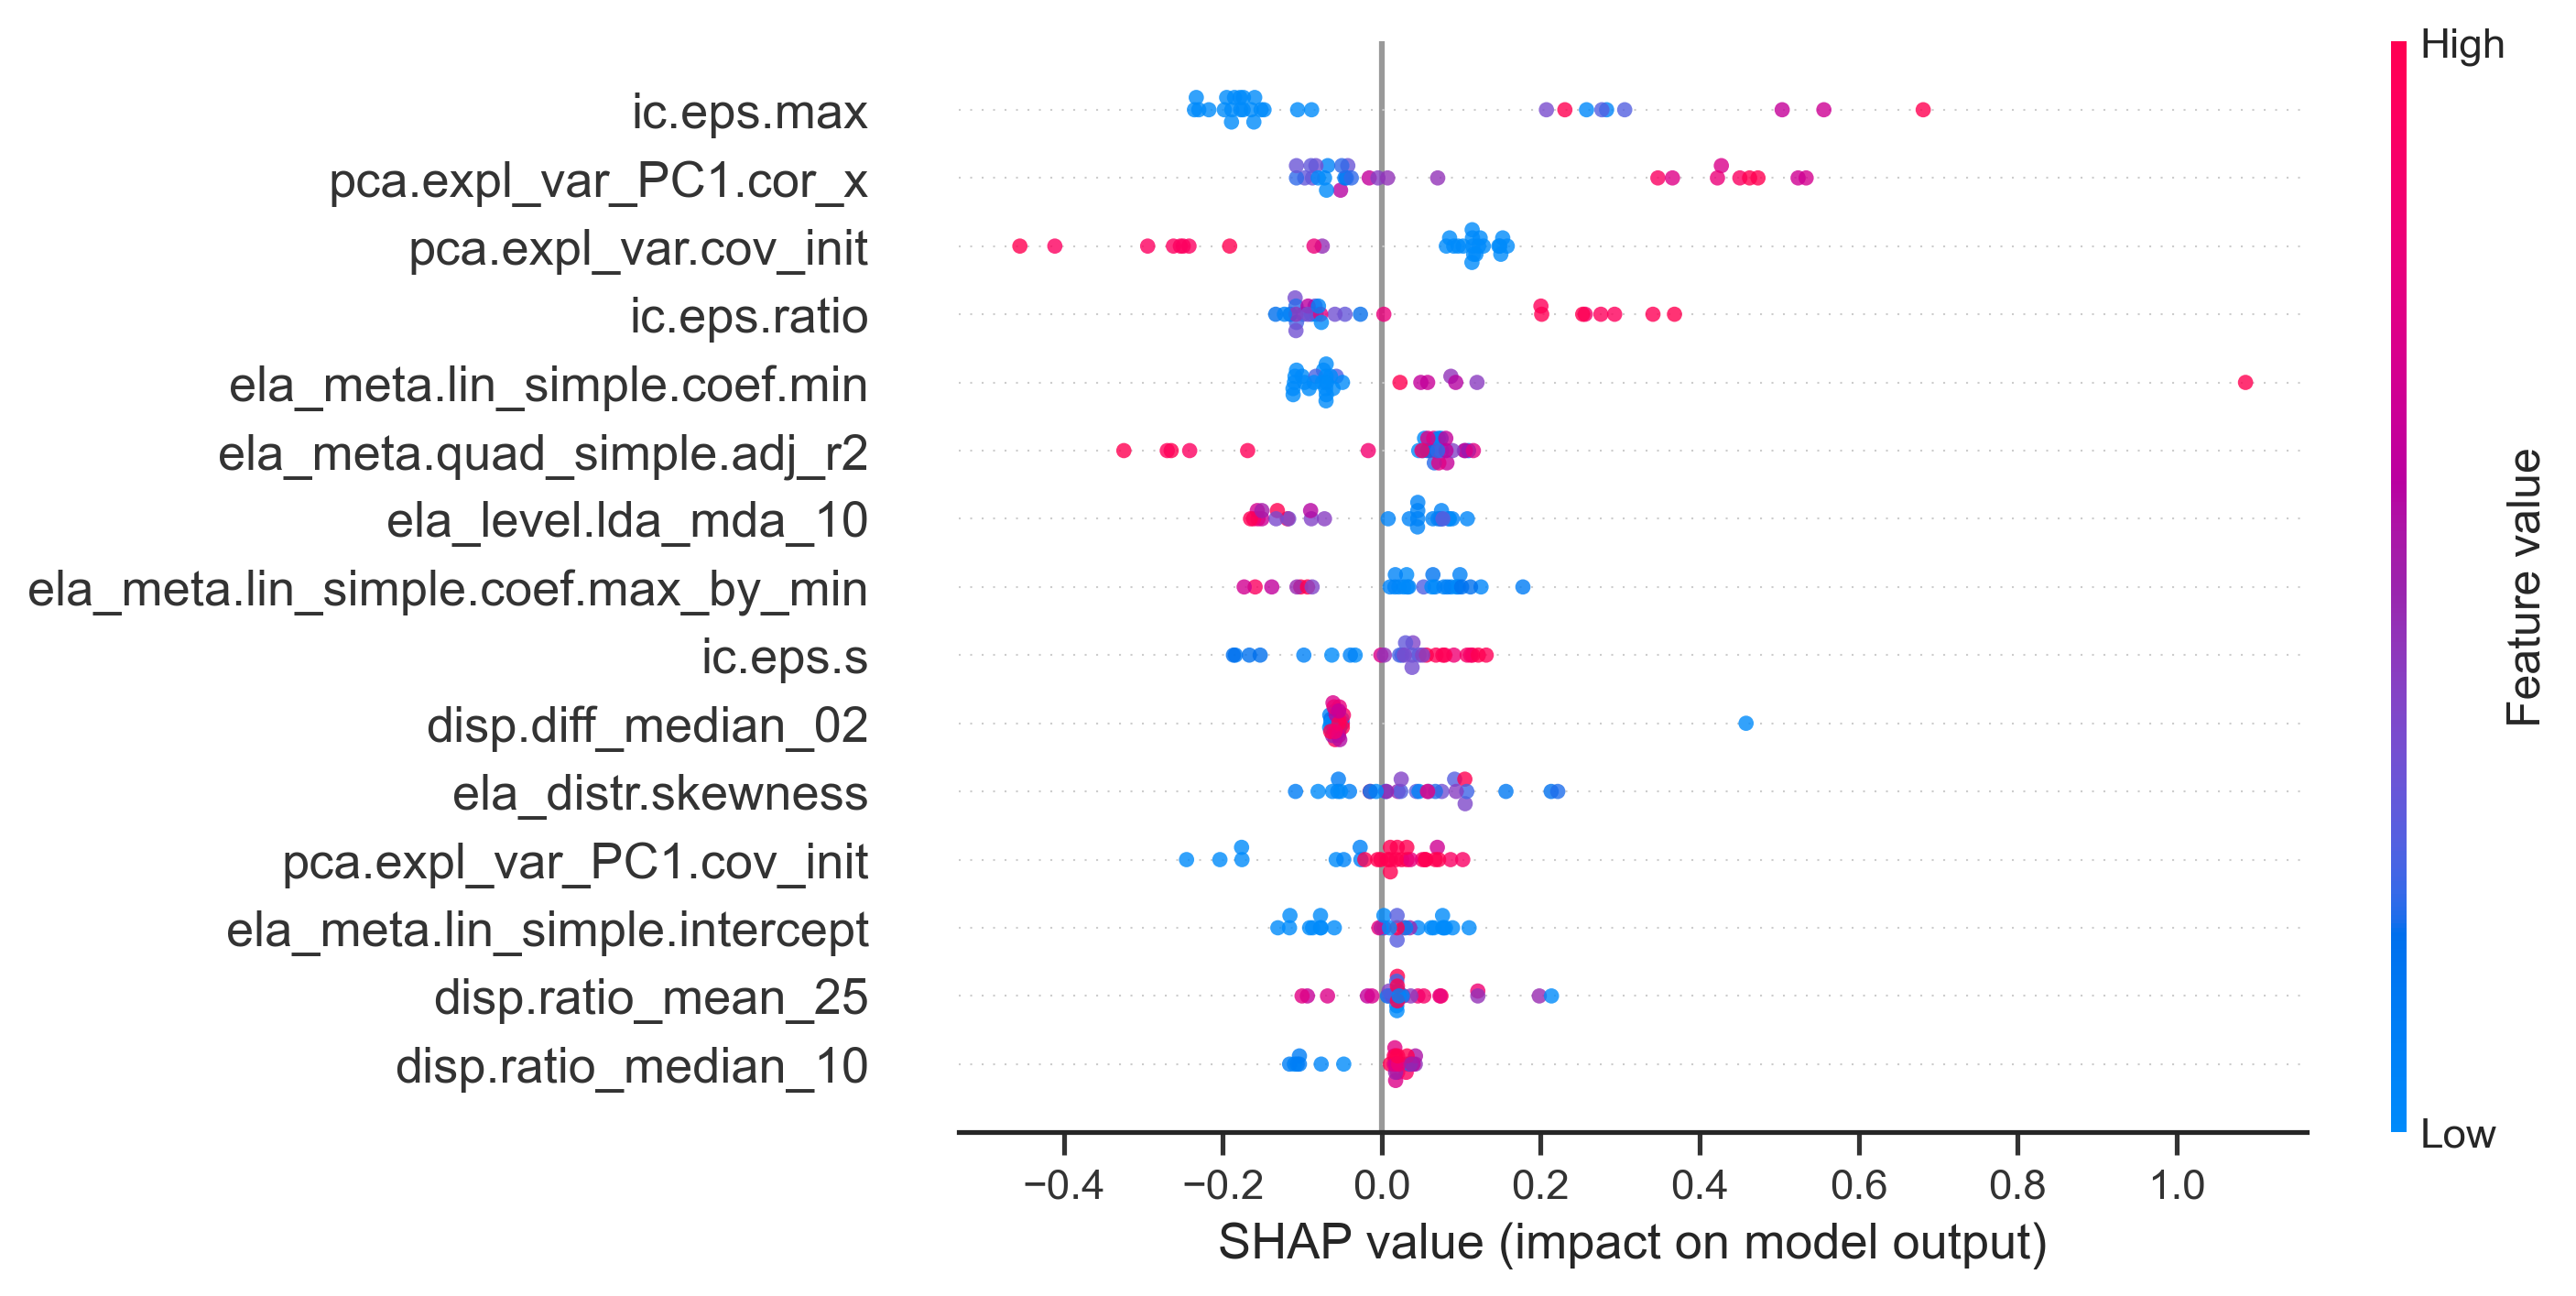 High
ic.eps.max
pca.expl_var_PC1.cor_x
pca.expl_var.cov_init
ic.eps.ratio
ela_meta.lin_simple.coef.min
ela_meta.quad_simple.adj_r2
ela_level.lda_mda_10
ela_meta.lin_simple.coef.max_by_min
ic.eps.s
disp.diff_median_02
ela_distr.skewness
pca.expl_var_PC1.cov_init
ela_meta.lin_simple.intercept
disp.ratio_mean_25
disp.ratio_median_10
Feature value
Low
−0.4 −0.2 0.0 0.2 0.4 0.6 0.8 1.0
SHAP value (impact on model output)